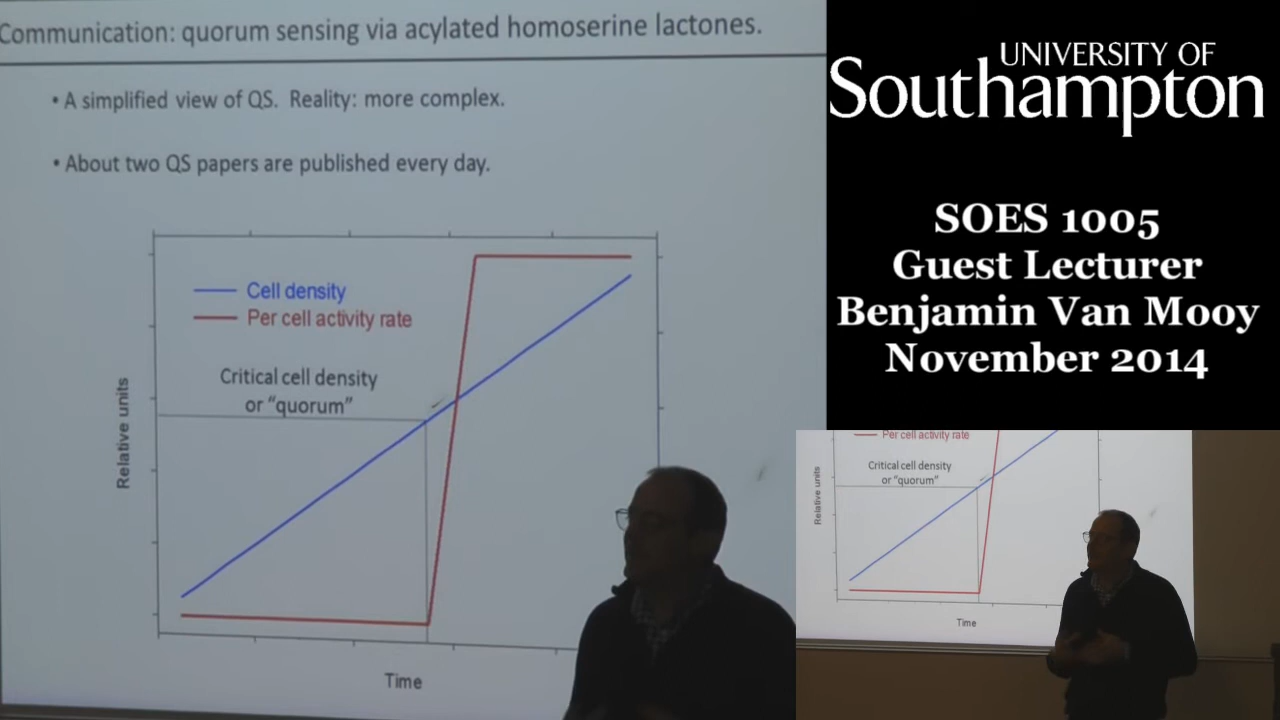 Communication: quorum sensing via acylated homoserine lactones.
• A simplified view of QS. Reality: more complex.
• About two QS papers are published every day.
Cell density
Per cell activity rate
Critical cell density
or “quorum”
Relative units
Time
UNIVERSITY OF
Southampton
SOES 1005
Guest Lecturer
Benjamin Van Mooy
November 2014
Per cell activity rate
Critical cell density
or “quorum”
Relative units
Time